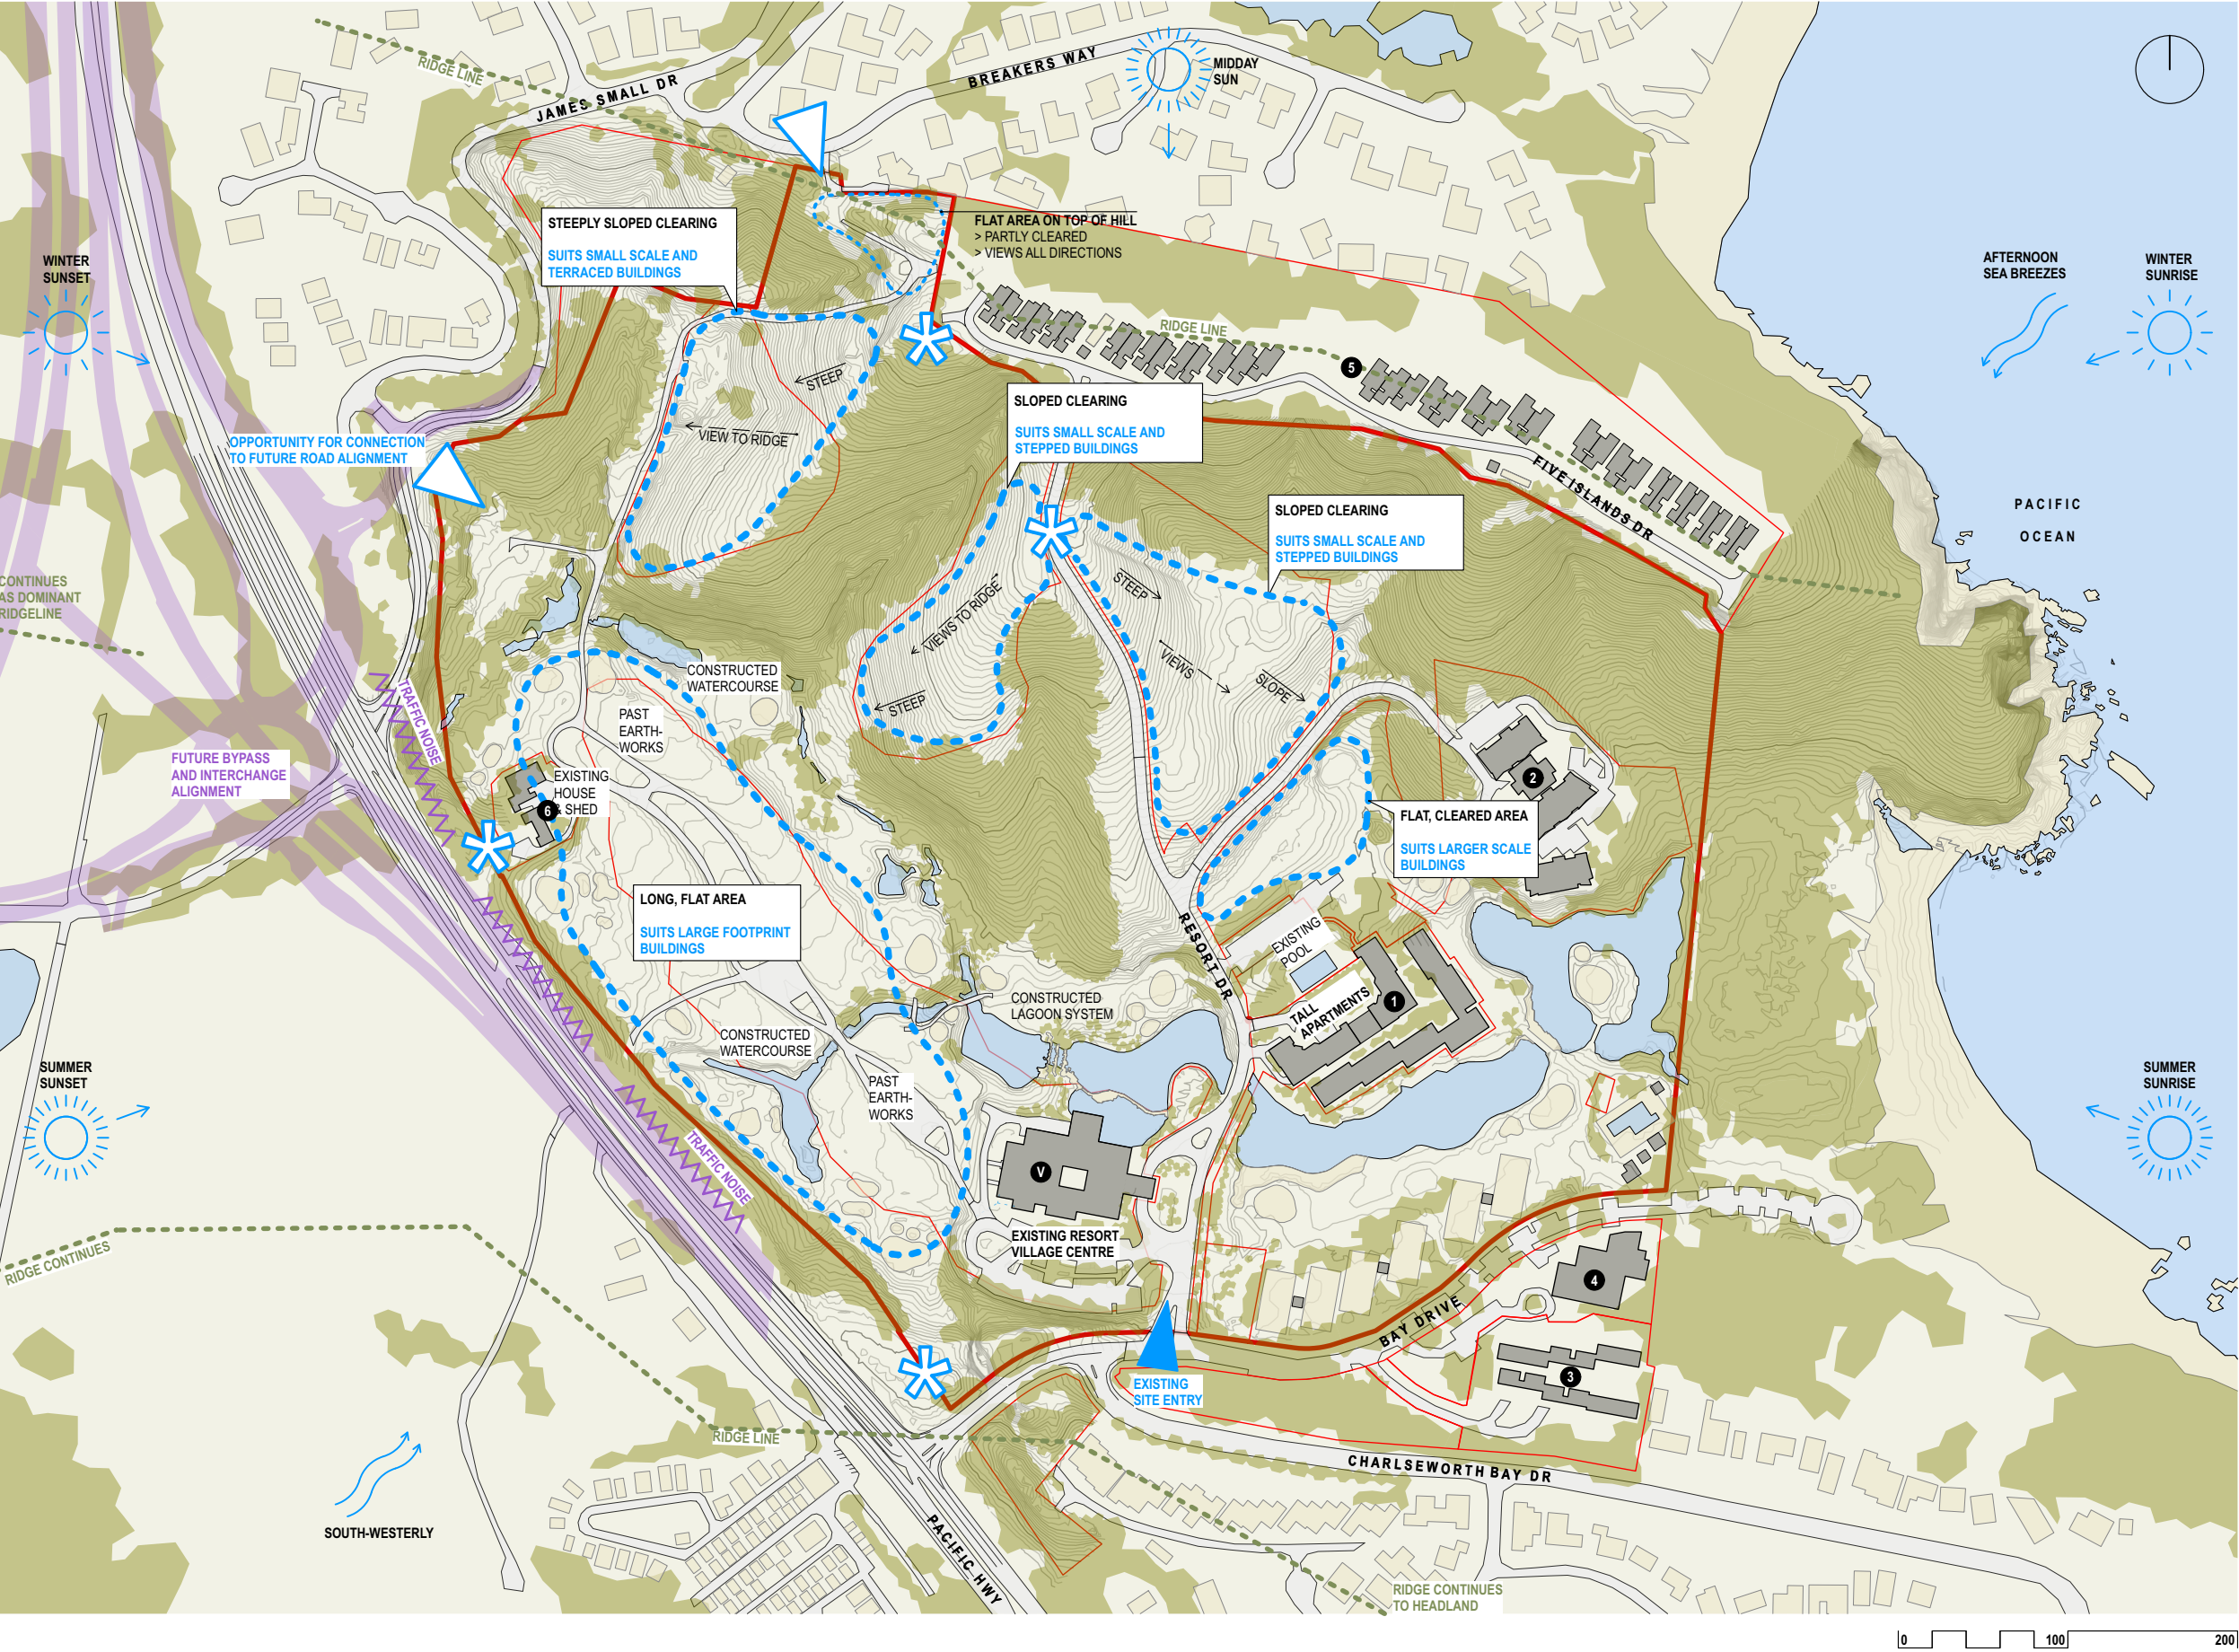 RIDGE LINE
JAMES SMALL DR
BREAKERS WAY
MIDDAY
SUN
STEEPLY SLOPED CLEARING
SUITS SMALL SCALE AND
TERRACED BUILDINGS
FLAT AREA ON TOP OF HILL
> PARTLY CLEARED
> VIEWS ALL DIRECTIONS
WINTER
SUNSET
AFTERNOON
SEA BREEZES
WINTER
SUNRISE
RIDGE LINE
5
STEEP
VIEW TO RIDGE
SLOPED CLEARING
SUITS SMALL SCALE AND
STEPPED BUILDINGS
OPPORTUNITY FOR CONNECTION
TO FUTURE ROAD ALIGNMENT
FIVE ISLANDS DR
SLOPED CLEARING
SUITS SMALL SCALE AND
STEPPED BUILDINGS
PACIFIC
OCEAN
CONTINUES
AS DOMINANT
RIDGELINE
STEEP
VIEWS TO RIDGE
VIEWS
SLOPE
STEEP
CONSTRUCTED
WATERCOURSE
TRAFFIC NOISE
PAST
EARTH-
WORKS
FUTURE BYPASS
AND INTERCHANGE
ALIGNMENT
EXISTING
HOUSE
& SHED
6
2
FLAT, CLEARED AREA
SUITS LARGER SCALE
BUILDINGS
LONG, FLAT AREA
SUITS LARGE FOOTPRINT
BUILDINGS
RESORT DR
EXISTING
POOL
TALL
APARTMENTS
1
CONSTRUCTED
LAGOON SYSTEM
CONSTRUCTED
WATERCOURSE
PAST
EARTH-
WORKS
SUMMER
SUNSET
SUMMER
SUNRISE
TRAFFIC NOISE
V
EXISTING RESORT
VILLAGE CENTRE
RIDGE CONTINUES
4
BAY DRIVE
3
EXISTING
SITE ENTRY
RIDGE LINE
CHARLSEWORTH BAY DR
SOUTH-WESTERLY
PACIFIC HWY
RIDGE CONTINUES
TO HEADLAND
0 100 200